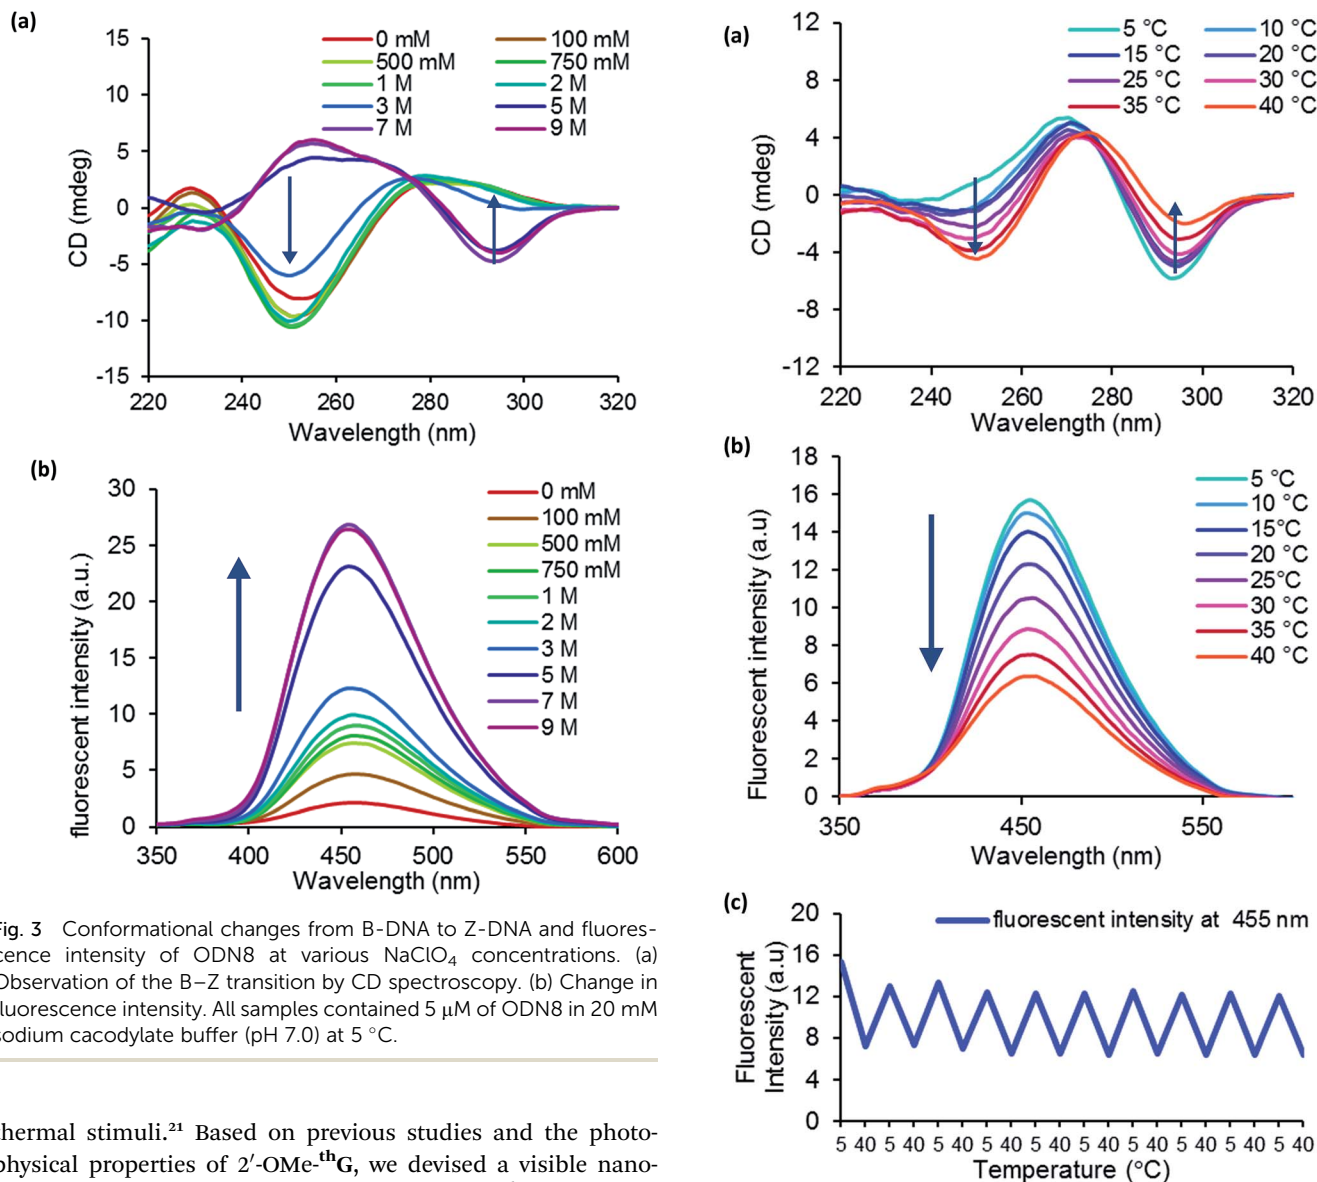 (a)
15
10
5
0
-5
-10
-15
CD (mdeg)
0 mM
100 mM
500 mM
750 mM
1 M
2 M
3 M
5 M
7 M
9 M
220 240 260 280 300 320
Wavelength (nm)
(b)
30
25
20
15
10
5
0
fluorescent intensity (a.u.)
0 mM
100 mM
500 mM
750 mM
1 M
2 M
3 M
5 M
7 M
9 M
350 400 450 500 550 600
Wavelength (nm)
Fig. 3 Conformational changes from B-DNA to Z-DNA and fluores-
cence intensity of ODN8 at various NaClO₄ concentrations. (a)
Observation of the B–Z transition by CD spectroscopy. (b) Change in
fluorescence intensity. All samples contained 5 μM of ODN8 in 20 mM
sodium cacodylate buffer (pH 7.0) at 5 °C.
thermal stimuli.²¹ Based on previous studies and the photo-
physical properties of 2′-OMe-ᵗʰG, we devised a visible nano-
(a)
12
8
4
0
-4
-8
-12
CD (mdeg)
5 °C
10 °C
15 °C
20 °C
25 °C
30 °C
35 °C
40 °C
220 240 260 280 300 320
Wavelength (nm)
(b)
18
16
14
12
10
8
6
4
2
0
Fluorescent intensity (a.u)
5 °C
10 °C
15°C
20 °C
25°C
30 °C
35 °C
40 °C
350 450 550
Wavelength (nm)
(c)
20
16
12
8
4
0
Fluorescent
Intensity (a.u)
fluorescent intensity at 455 nm
5 40 5 40 5 40 5 40 5 40 5 40 5 40 5 40 5 40 5 40
Temperature (°C)